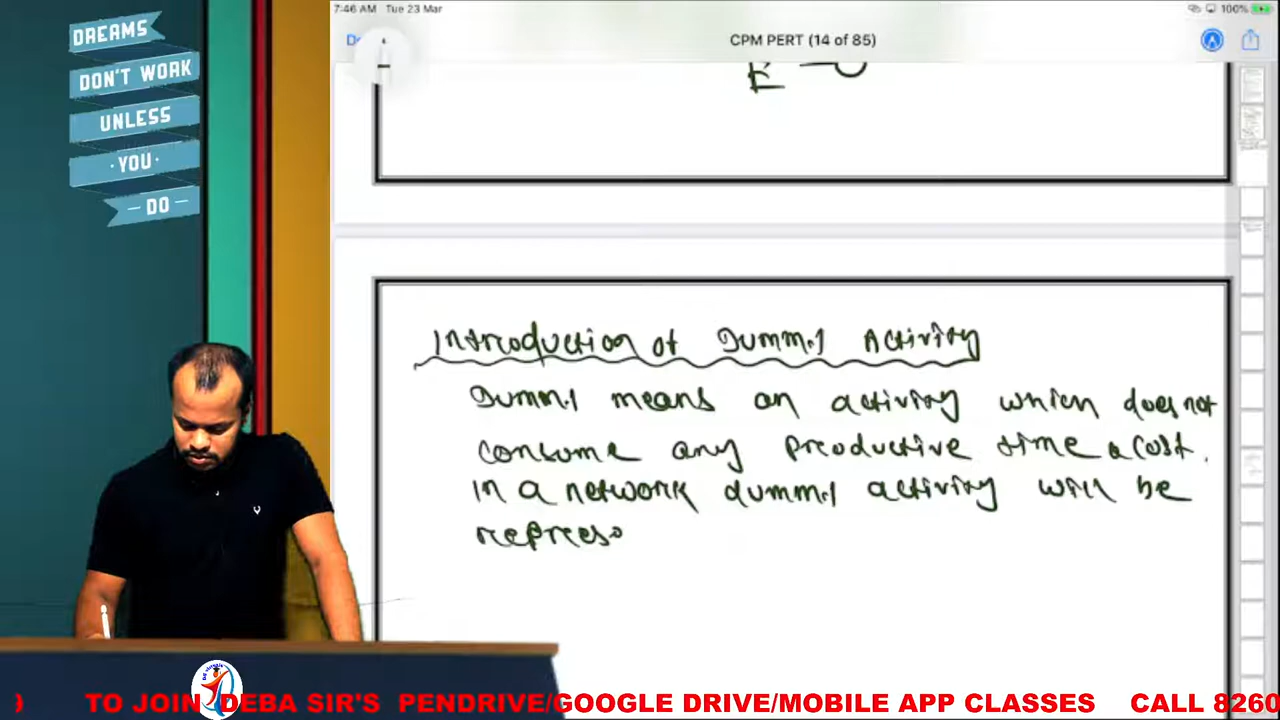 7:46 AM Tue 23 Mar
100%
CPM PERT (14 of 85)
DREAMS
DON'T WORK
UNLESS
·YOU·
– DO –
E
Introduction of Dummy Activity
Dummy means an activity which does not
consume any productive time & cost.
In a network dummy activity will be
represe
TO JOIN DEBA SIR'S PENDRIVE/GOOGLE DRIVE/MOBILE APP CLASSES CALL 8260